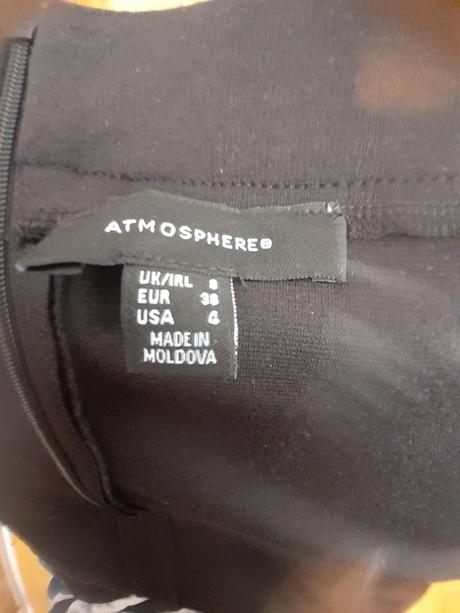 ATMOSPHERE®
UK/IRL 8
EUR 36
USA 4
MADE IN
MOLDOVA